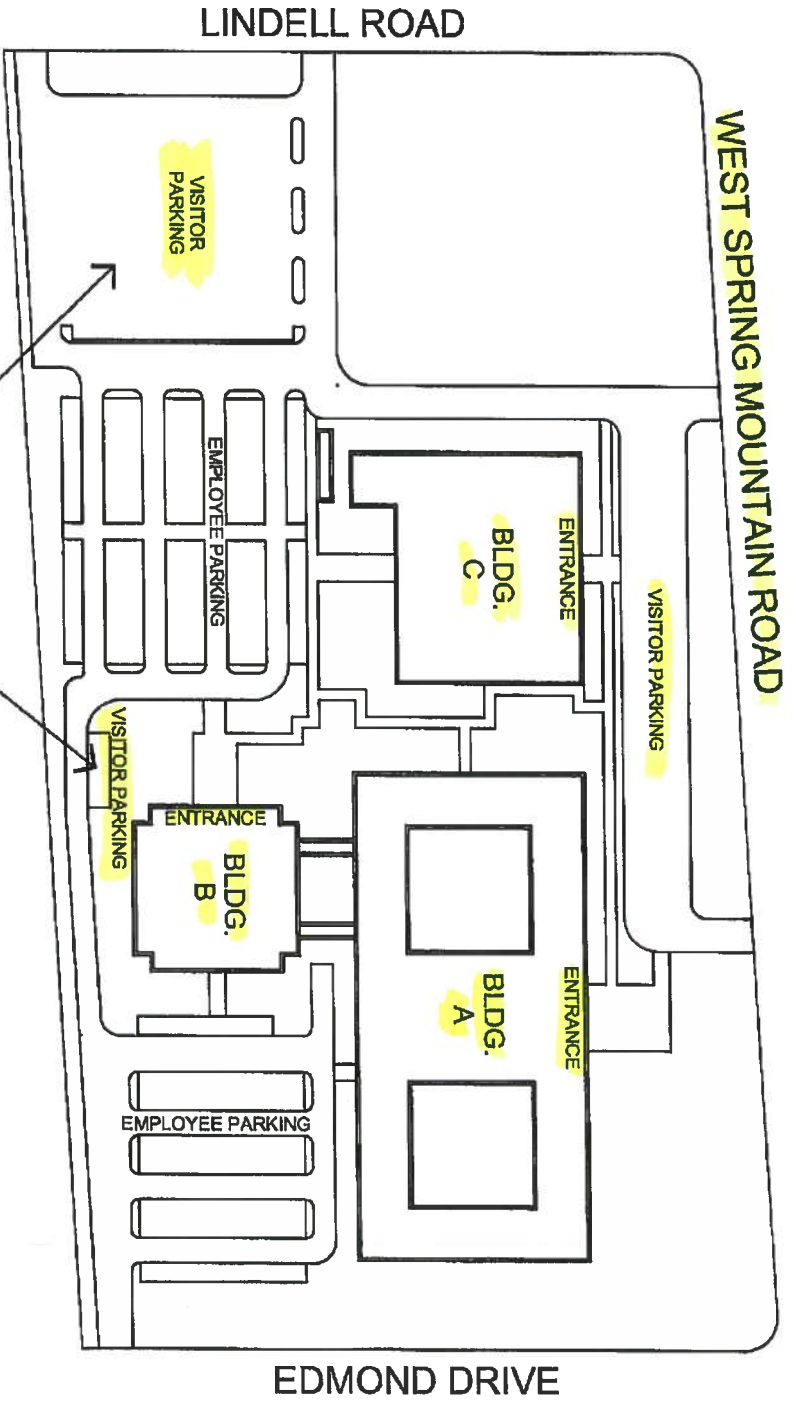 LINDELL ROAD
WEST SPRING MOUNTAIN ROAD
VISITOR
PARKING
EMPLOYEE PARKING
ENTRANCE
BLDG.
C
VISITOR PARKING
VISITOR PARKING
ENTRANCE
BLDG.
B
ENTRANCE
BLDG.
A
EMPLOYEE PARKING
EDMOND DRIVE